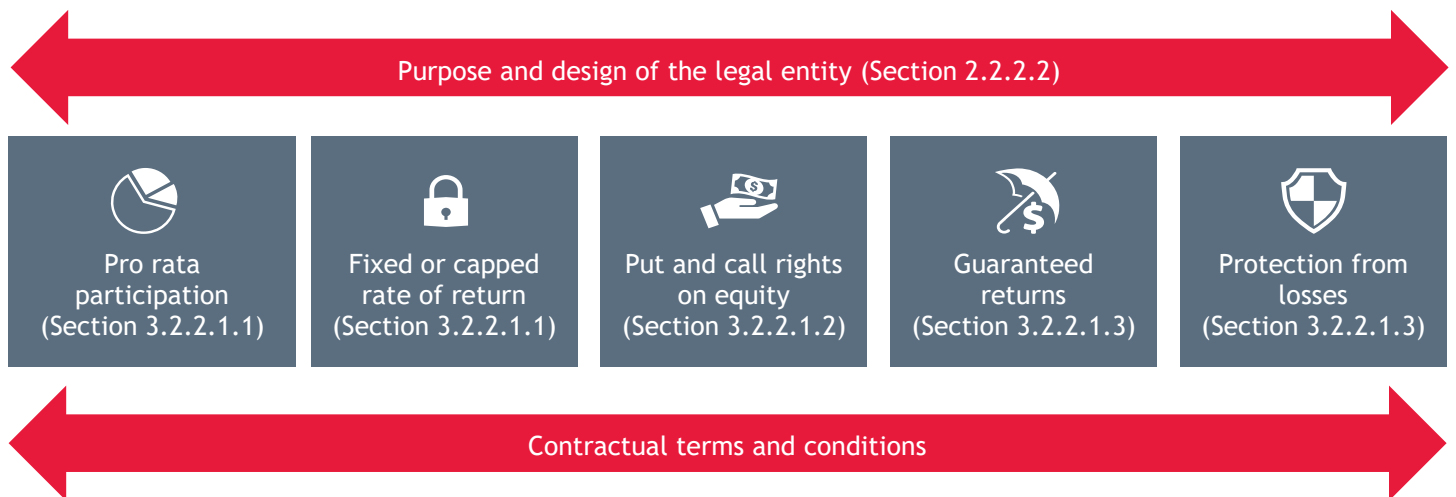 Purpose and design of the legal entity (Section 2.2.2.2)
Pro rata
participation
(Section 3.2.2.1.1)
Fixed or capped
rate of return
(Section 3.2.2.1.1)
$
Put and call rights
on equity
(Section 3.2.2.1.2)
$
Guaranteed
returns
(Section 3.2.2.1.3)
Protection from
losses
(Section 3.2.2.1.3)
Contractual terms and conditions